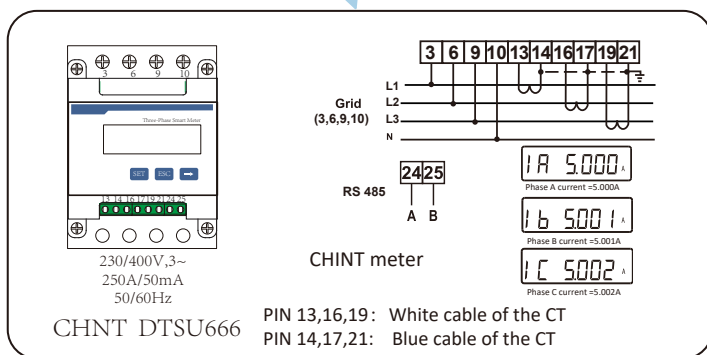 3 6 9 10
Three-Phase Smart Meter
SET ESC
13 14 16 17 19 21 24 25
230/400V,3~
250A/50mA
50/60Hz
CHNT DTSU666
3 6 9 10 13 14 16 17 19 21
L1
L2
L3
N
Grid
(3,6,9,10)
24 25
RS 485
A B
CHINT meter
IA 5.000 A
Phase A current =5.000A
Ib 5.001 A
Phase B current =5.001A
IC 5.002 A
Phase C current =5.002A
PIN 13,16,19: White cable of the CT
PIN 14,17,21: Blue cable of the CT